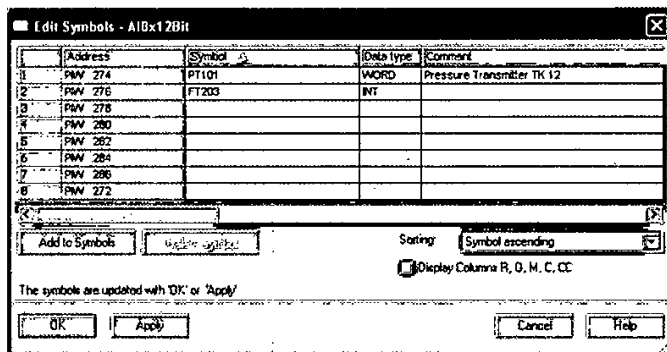 Edit Symbols - AI8x12Bit
Address Symbol Data type Comment
1 PIW 274 PT101 WORD Pressure Transmitter TK 12
2 PIW 276 FT203 INT
3 PIW 278
4 PIW 280
5 PIW 282
6 PIW 284
7 PIW 286
8 PIW 272
Add to Symbols Sorting: Symbol ascending
Display Columns R, O, M, C, CC
The symbols are updated with 'OK' or 'Apply'
OK Apply Cancel Help